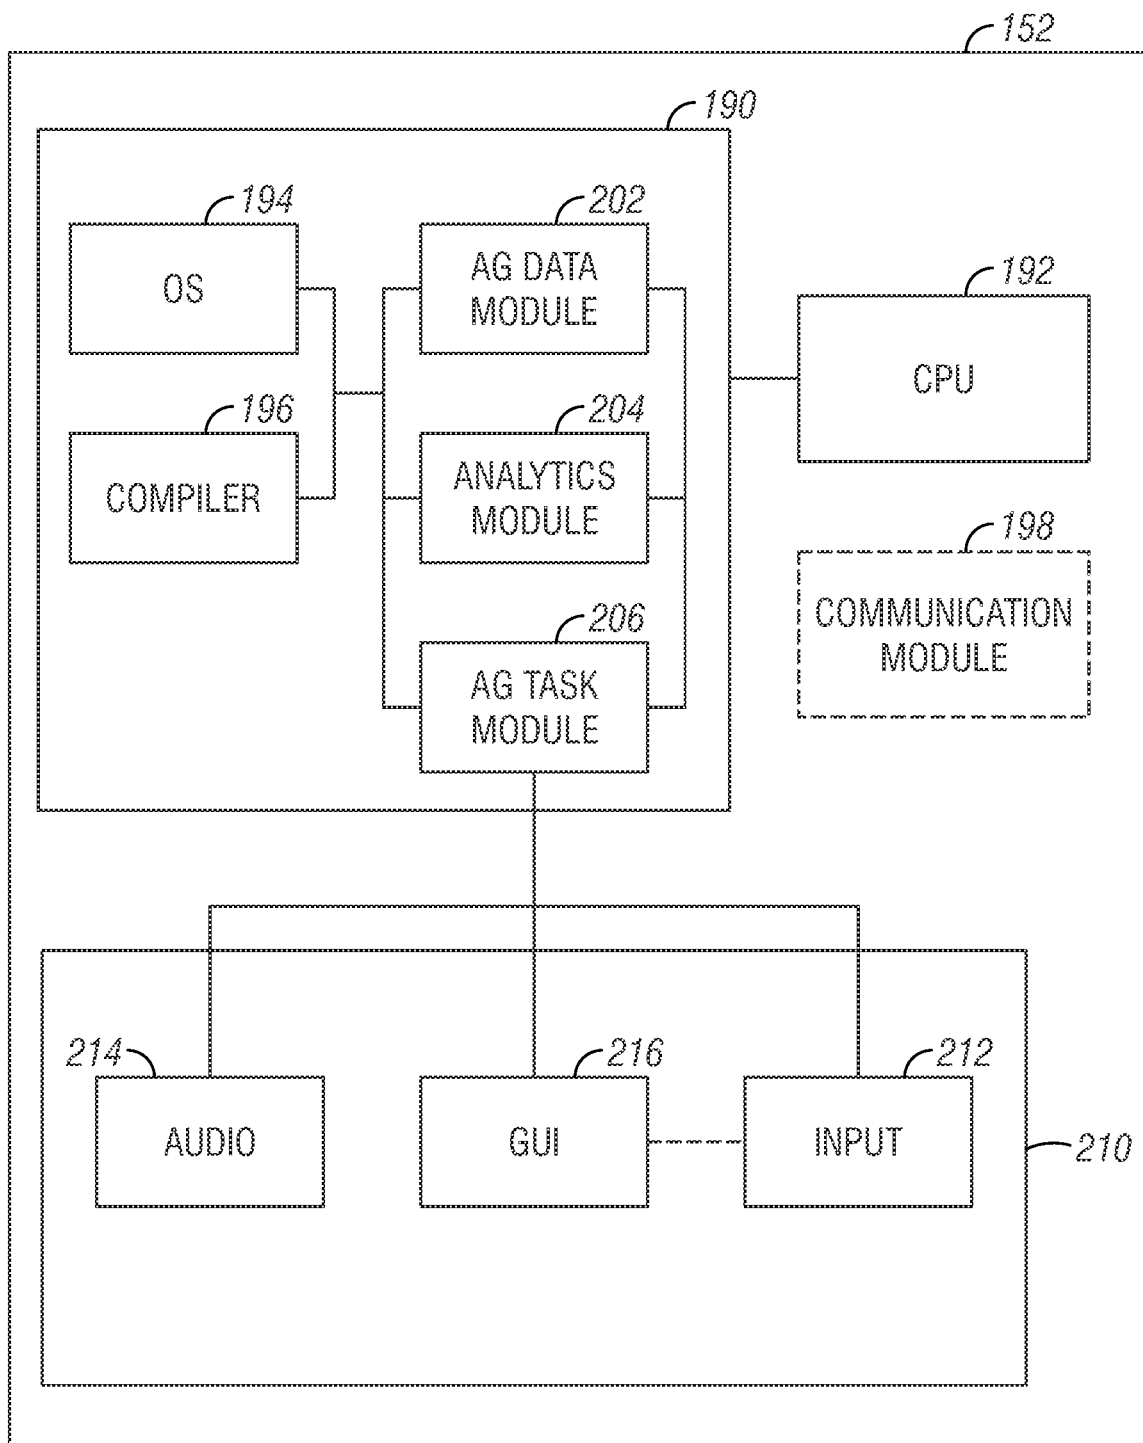 152
190
194
202
OS
AG DATA
MODULE
192
CPU
196
204
COMPILER
ANALYTICS
MODULE
198
COMMUNICATION
MODULE
206
AG TASK
MODULE
214
216
212
AUDIO
GUI
INPUT
210